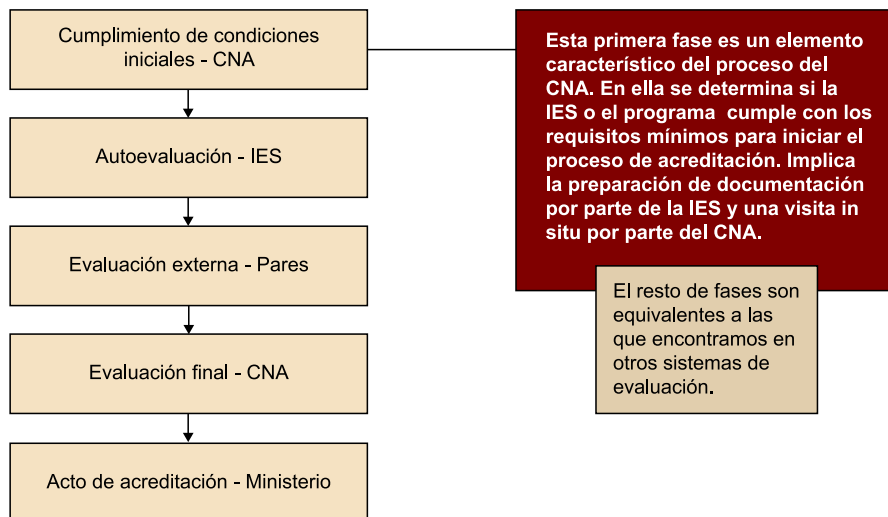 Cumplimiento de condiciones
iniciales - CNA
Autoevaluación - IES
Evaluación externa - Pares
Evaluación final - CNA
Acto de acreditación - Ministerio
Esta primera fase es un elemento
característico del proceso del
CNA. En ella se determina si la
IES o el programa cumple con los
requisitos mínimos para iniciar el
proceso de acreditación. Implica
la preparación de documentación
por parte de la IES y una visita in
situ por parte del CNA.
El resto de fases son
equivalentes a las
que encontramos en
otros sistemas de
evaluación.